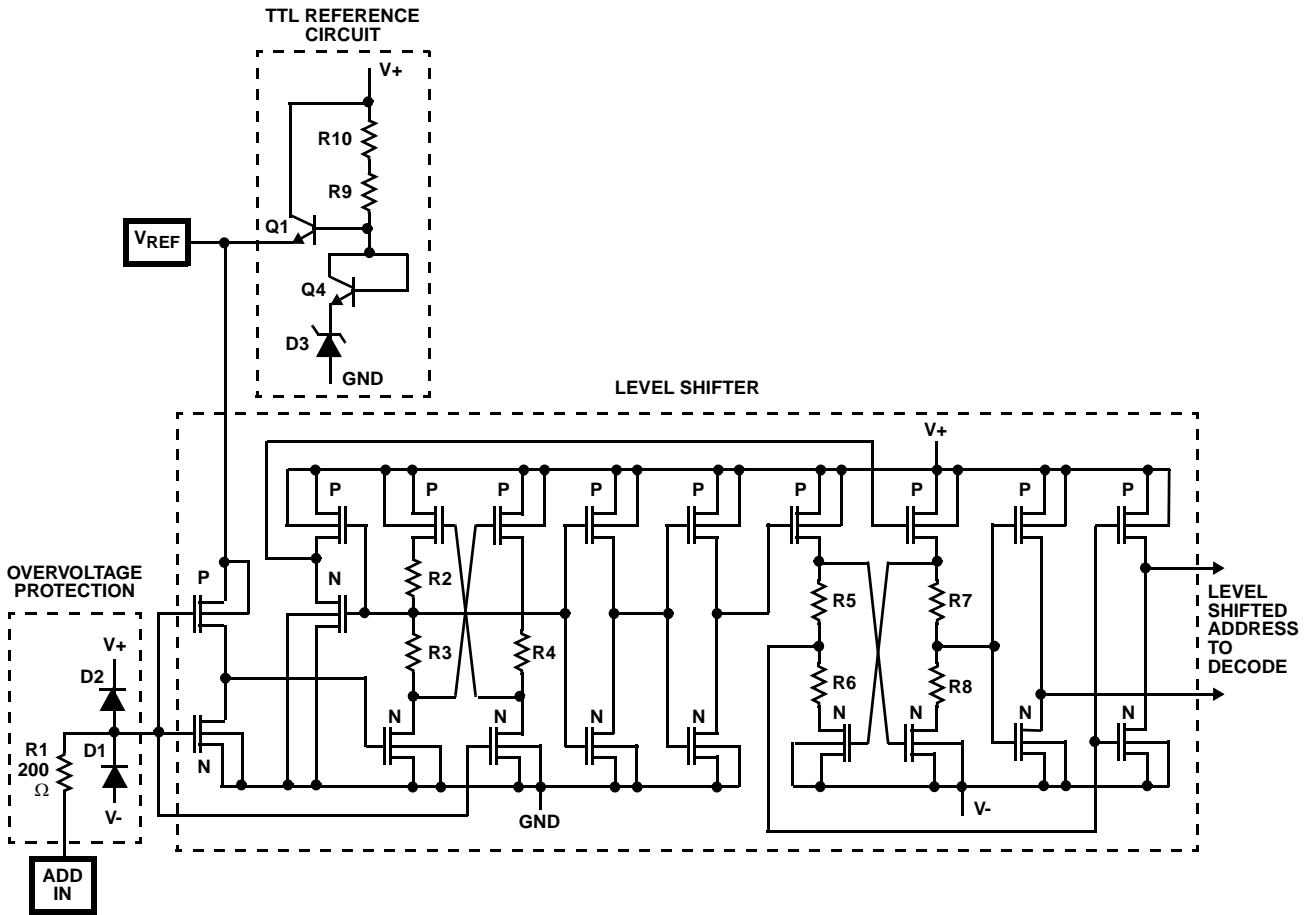 TTL REFERENCE
CIRCUIT
V+
R10
R9
Q1
VREF
Q4
D3
GND
LEVEL SHIFTER
V+
P P P P P P P P P
OVERVOLTAGE
PROTECTION
P
N
R2
R5
R7
LEVEL
SHIFTED
ADDRESS
TO
DECODE
V+
R3
R4
D2
R6
R8
N N N N N N N
R1
200
Ω
D1
N
V-
GND
V-
ADD
IN